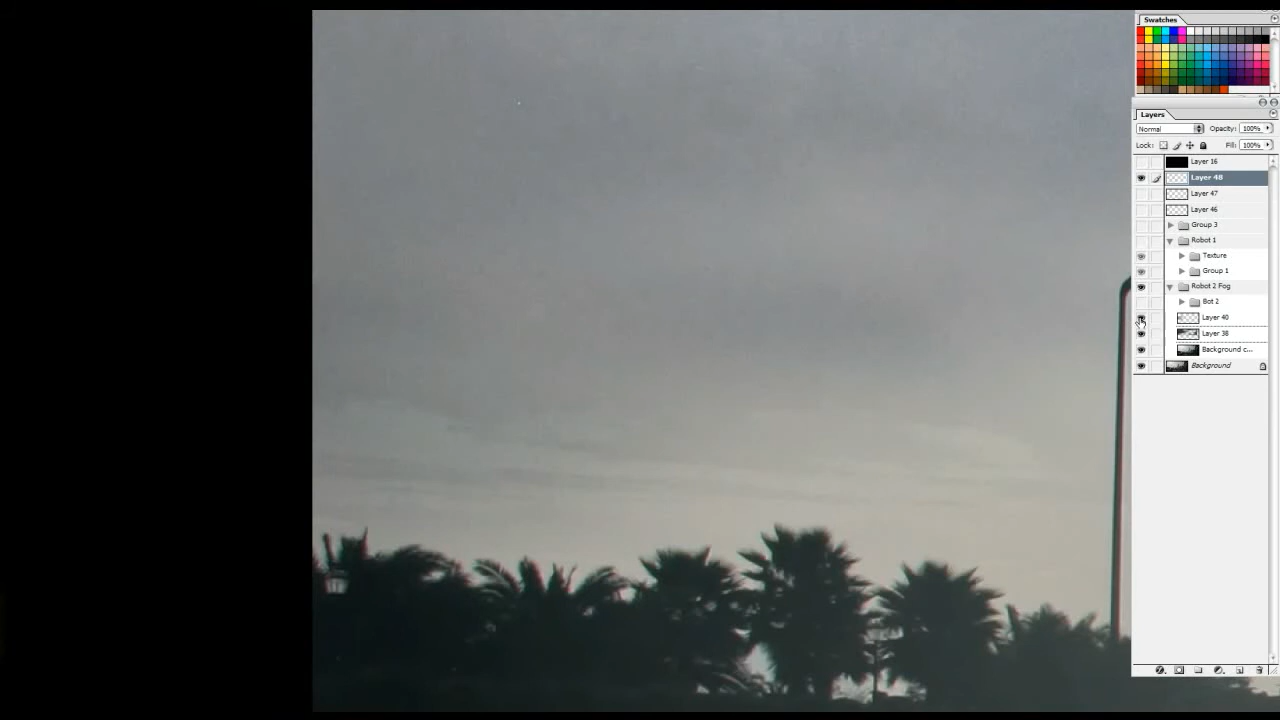 Swatches
Layers
Normal Opacity: 100%
Lock: Fill: 100%
Layer 16
Layer 48
Layer 47
Layer 46
Group 3
Robot 1
Texture
Group 1
Robot 2 Fog
Bot 2
Layer 40
Layer 38
Background c...
Background